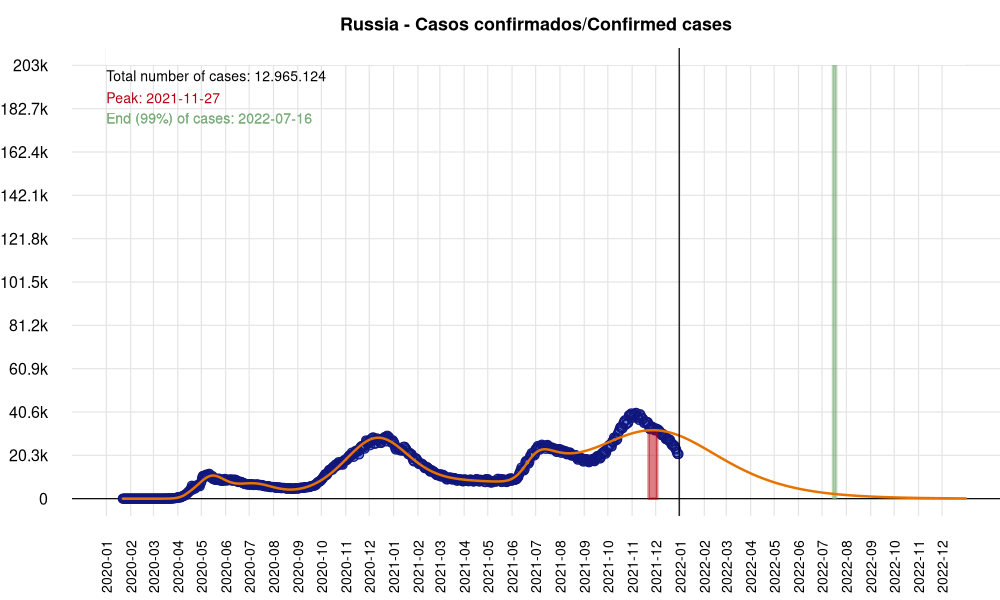 Russia - Casos confirmados/Confirmed cases
Total number of cases: 12.965.124
Peak: 2021-11-27
End (99%) of cases: 2022-07-16
203k
182.7k
162.4k
142.1k
121.8k
101.5k
81.2k
60.9k
40.6k
20.3k
0
2020-01
2020-02
2020-03
2020-04
2020-05
2020-06
2020-07
2020-08
2020-09
2020-10
2020-11
2020-12
2021-01
2021-02
2021-03
2021-04
2021-05
2021-06
2021-07
2021-08
2021-09
2021-10
2021-11
2021-12
2022-01
2022-02
2022-03
2022-04
2022-05
2022-06
2022-07
2022-08
2022-09
2022-10
2022-11
2022-12